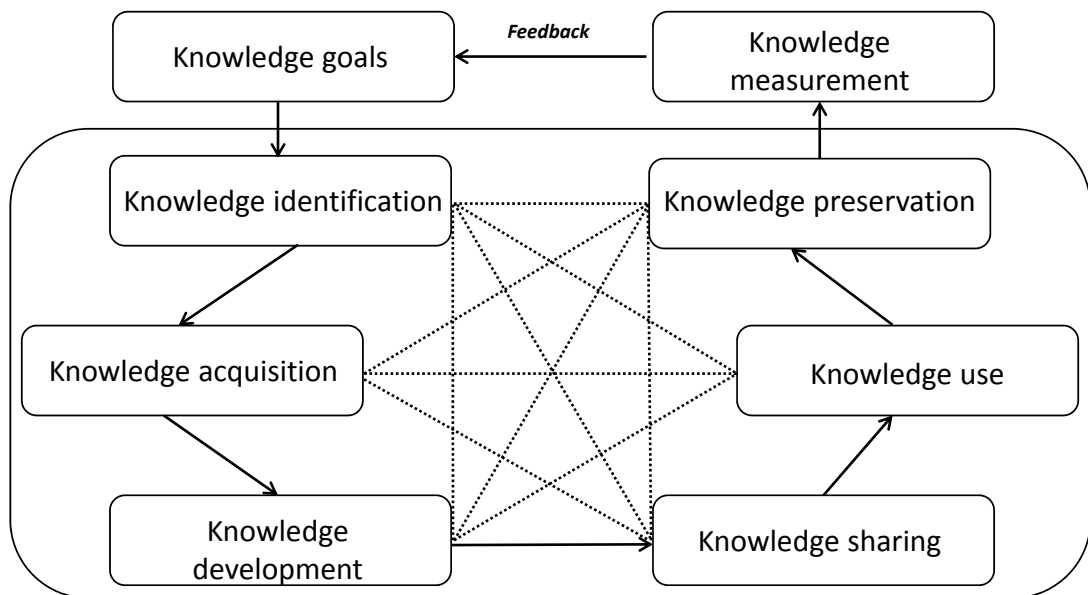 Knowledge goals
Feedback
Knowledge
measurement
Knowledge identification
Knowledge preservation
Knowledge acquisition
Knowledge use
Knowledge
development
Knowledge sharing